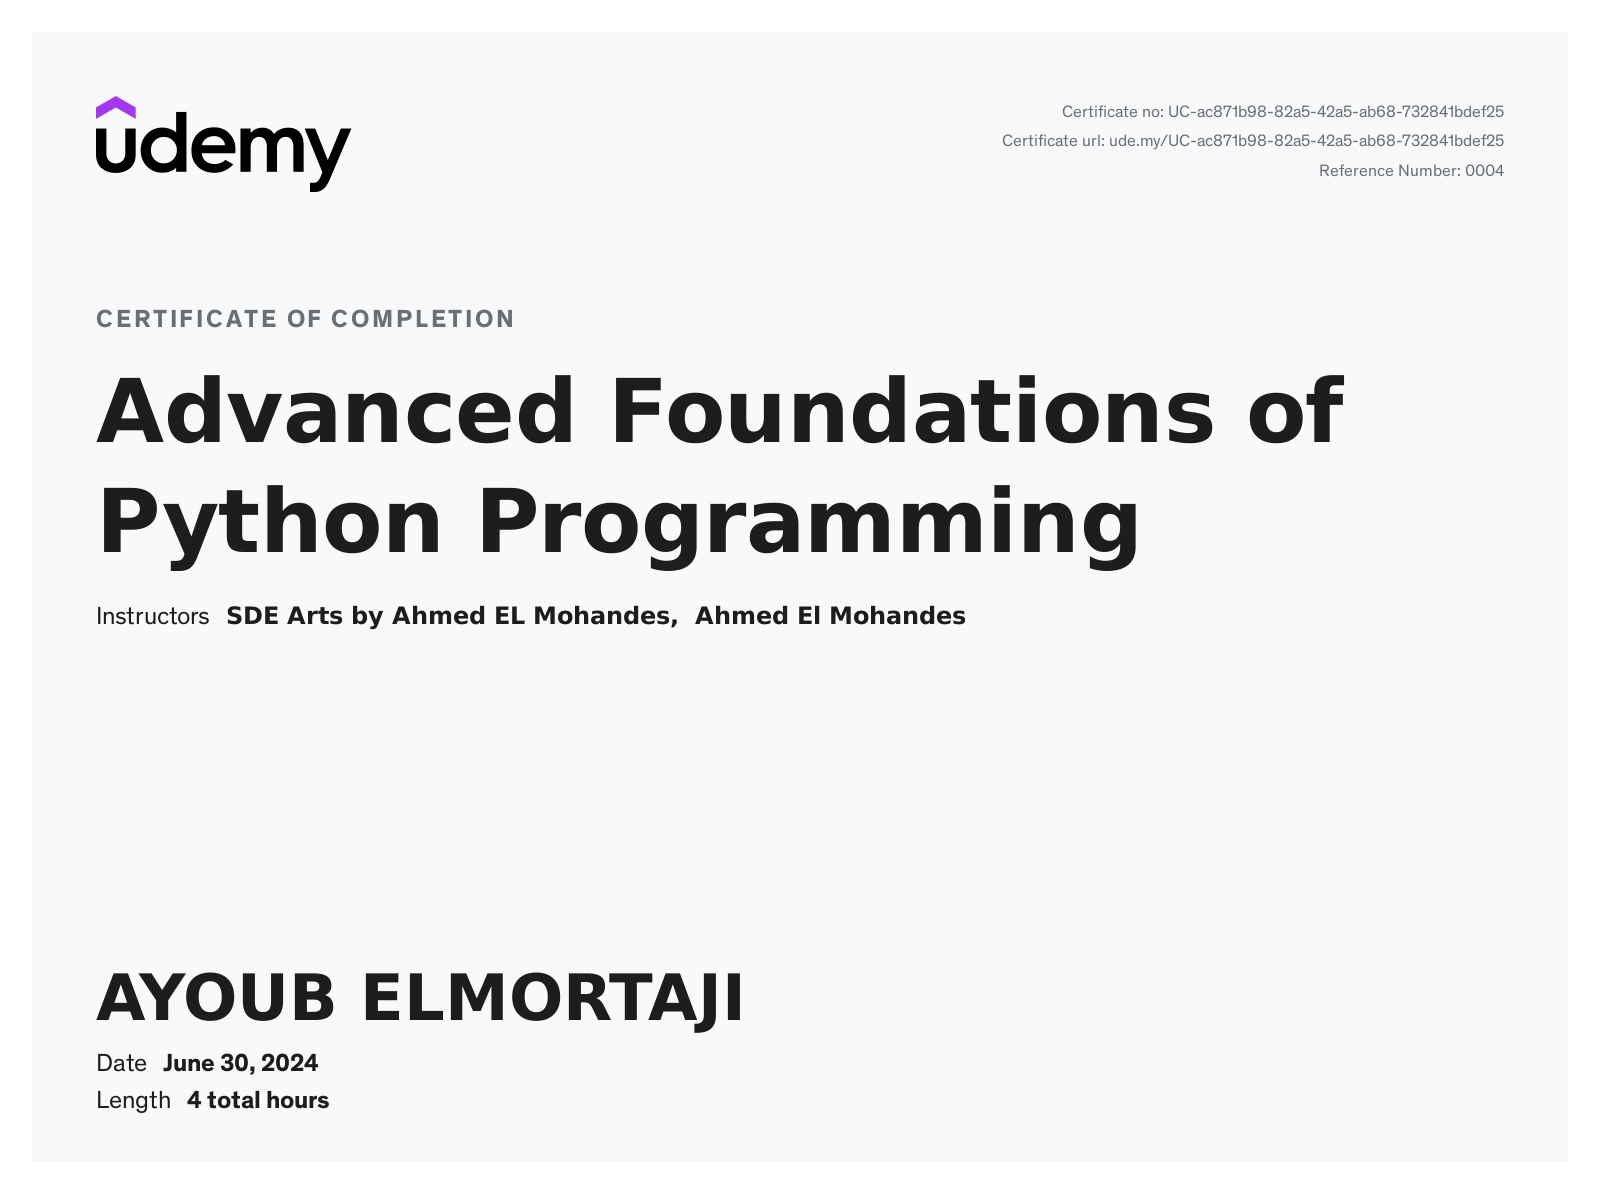 udemy
Certificate no: UC-ac871b98-82a5-42a5-ab68-732841bdef25
Certificate url: ude.my/UC-ac871b98-82a5-42a5-ab68-732841bdef25
Reference Number: 0004
CERTIFICATE OF COMPLETION
Advanced Foundations of
Python Programming
Instructors SDE Arts by Ahmed EL Mohandes, Ahmed El Mohandes
AYOUB ELMORTAJI
Date June 30, 2024
Length 4 total hours